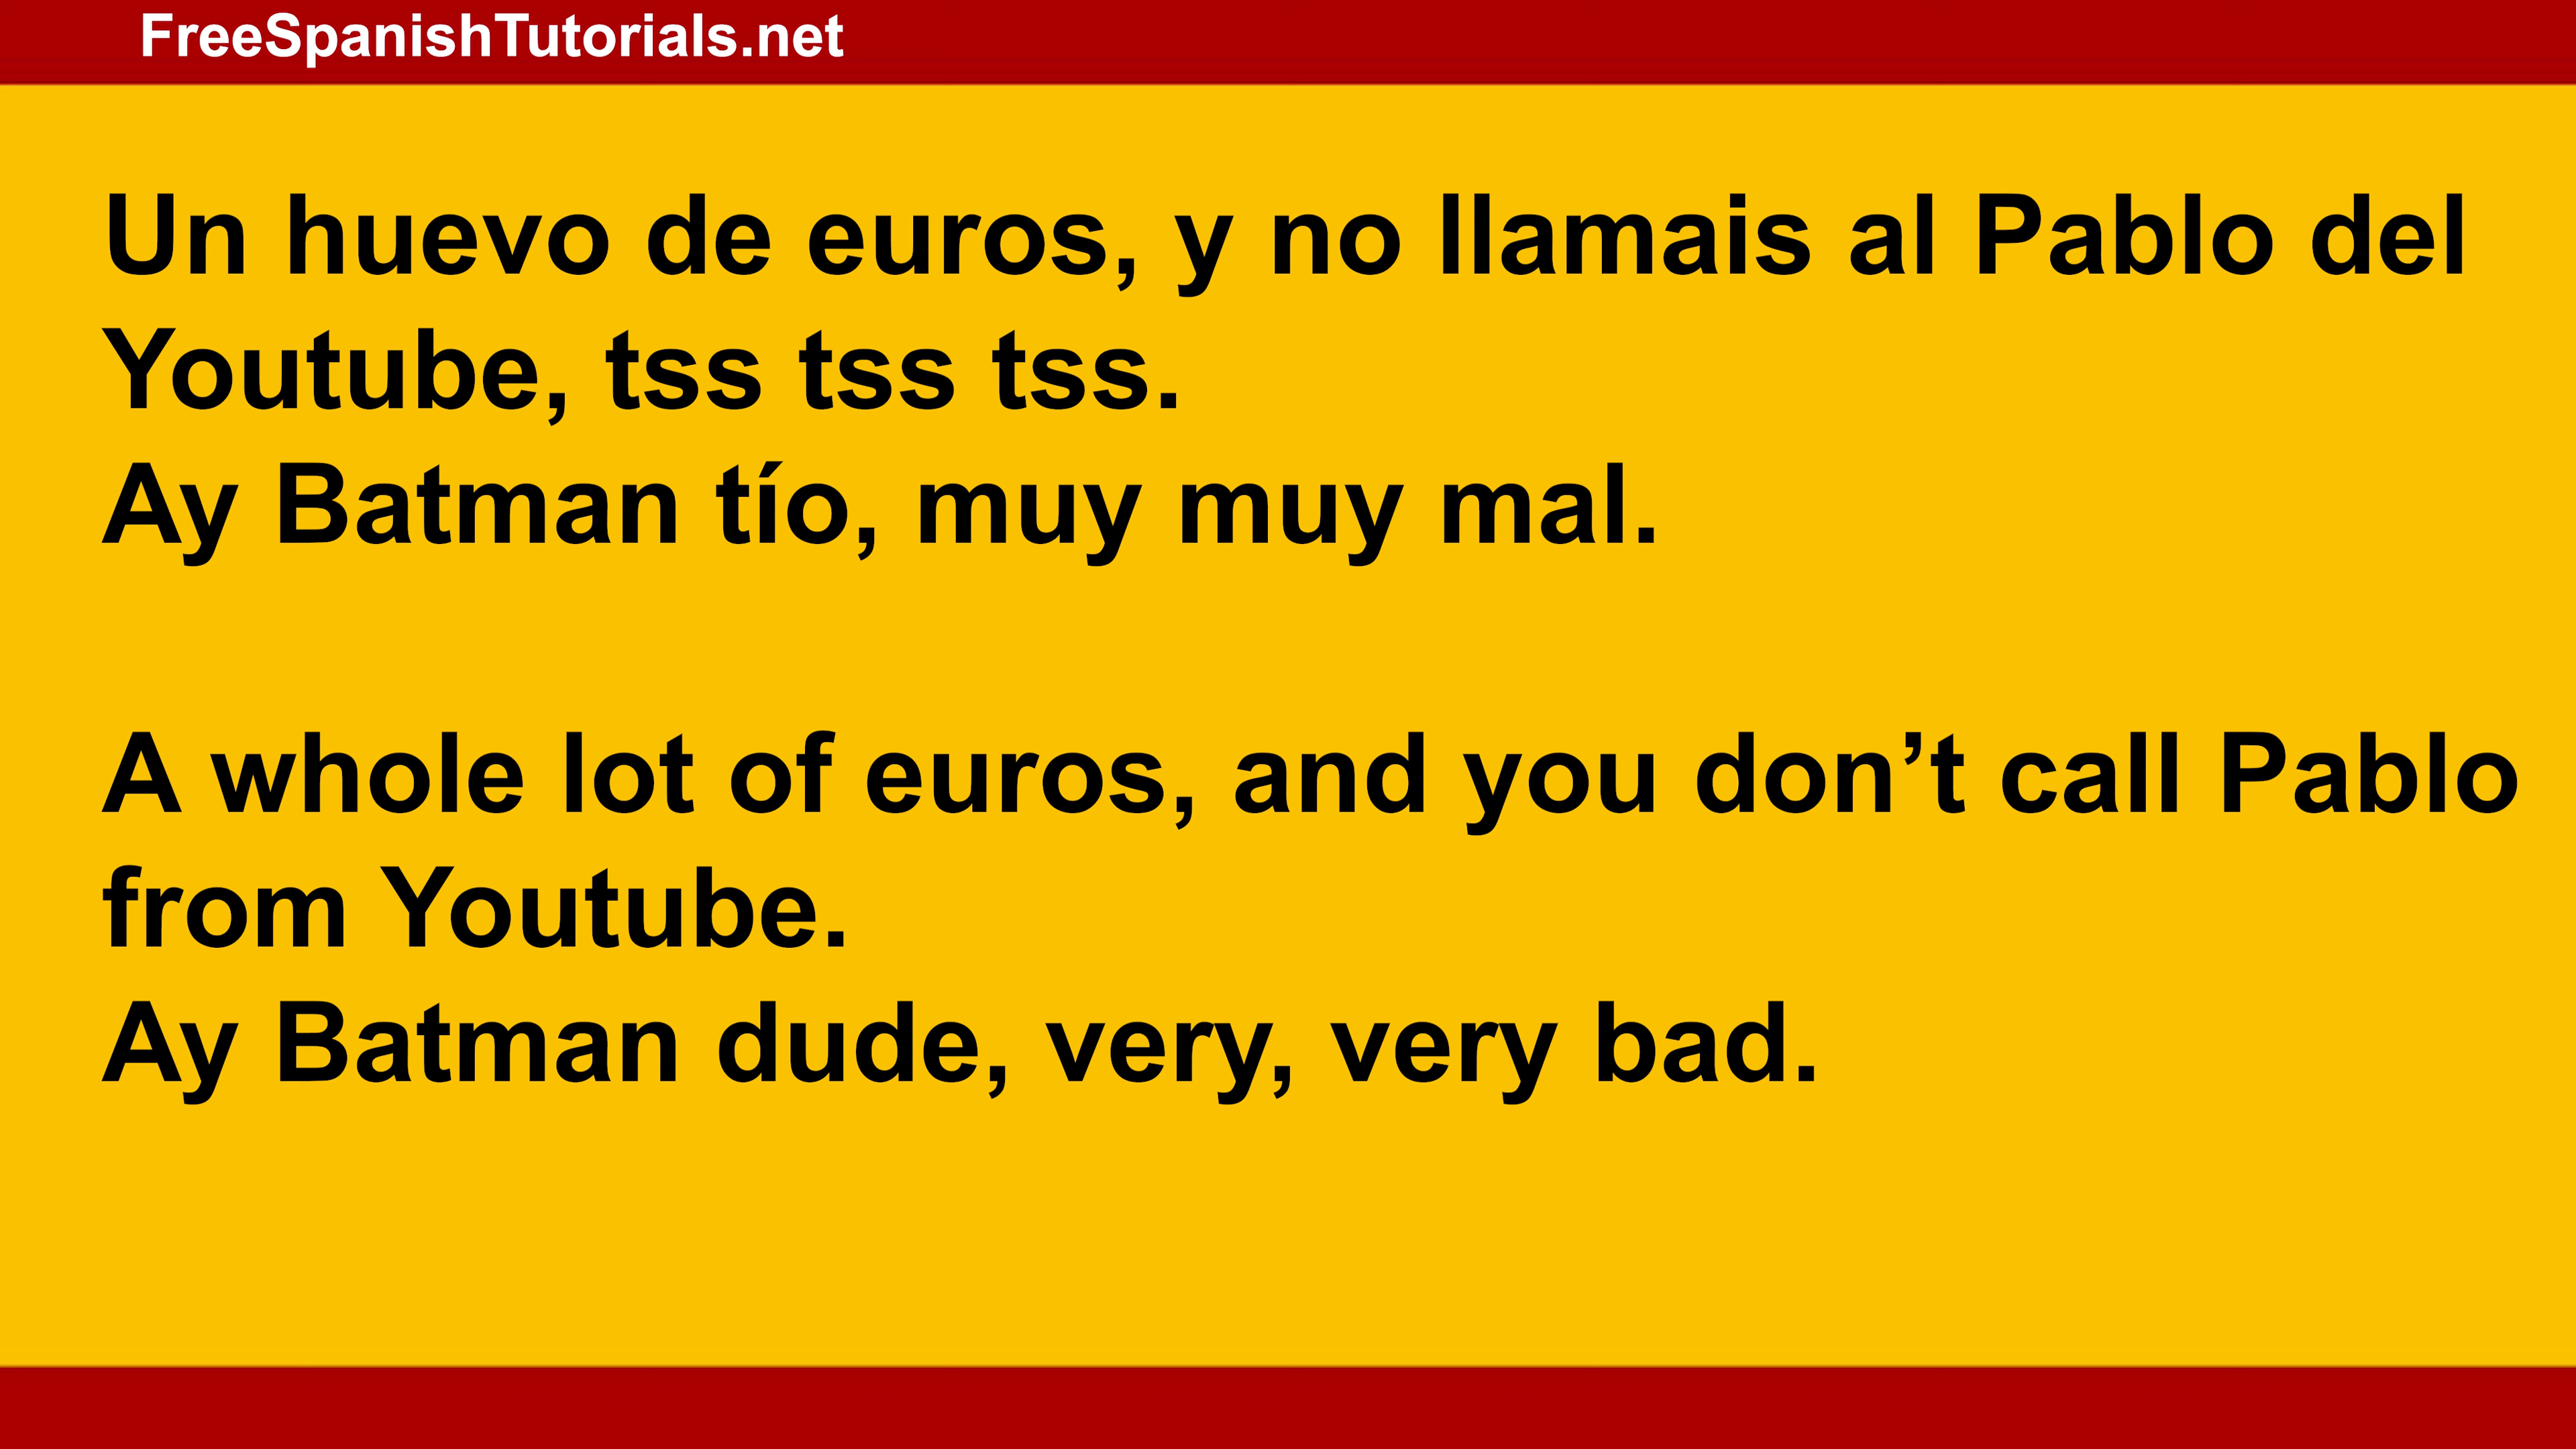 FreeSpanishTutorials.net
Un huevo de euros, y no llamais al Pablo del
Youtube, tss tss tss.
Ay Batman tío, muy muy mal.
A whole lot of euros, and you don’t call Pablo
from Youtube.
Ay Batman dude, very, very bad.